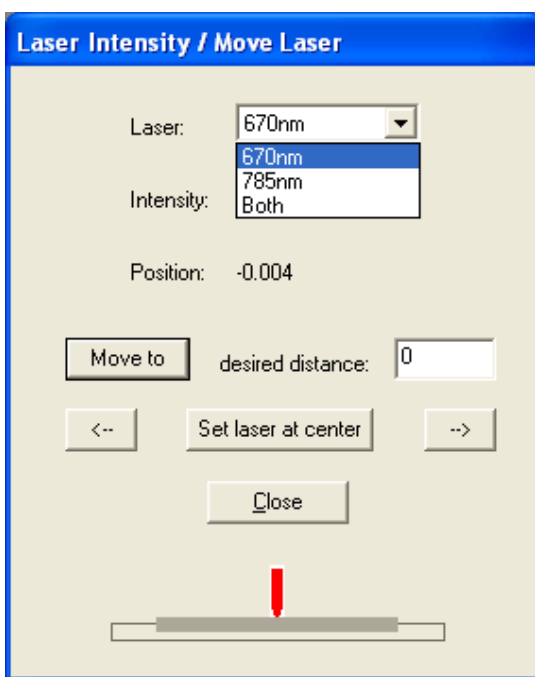 Laser Intensity / Move Laser
Laser: 670nm
670nm
785nm
Intensity:
Both
Position: -0.004
Move to desired distance: 0
<-- Set laser at center -->
Close